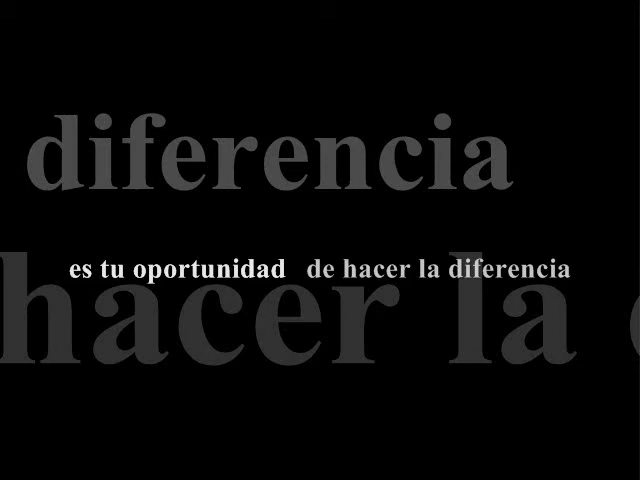 diferencia
es tu oportunidad de hacer la diferencia
hacer la